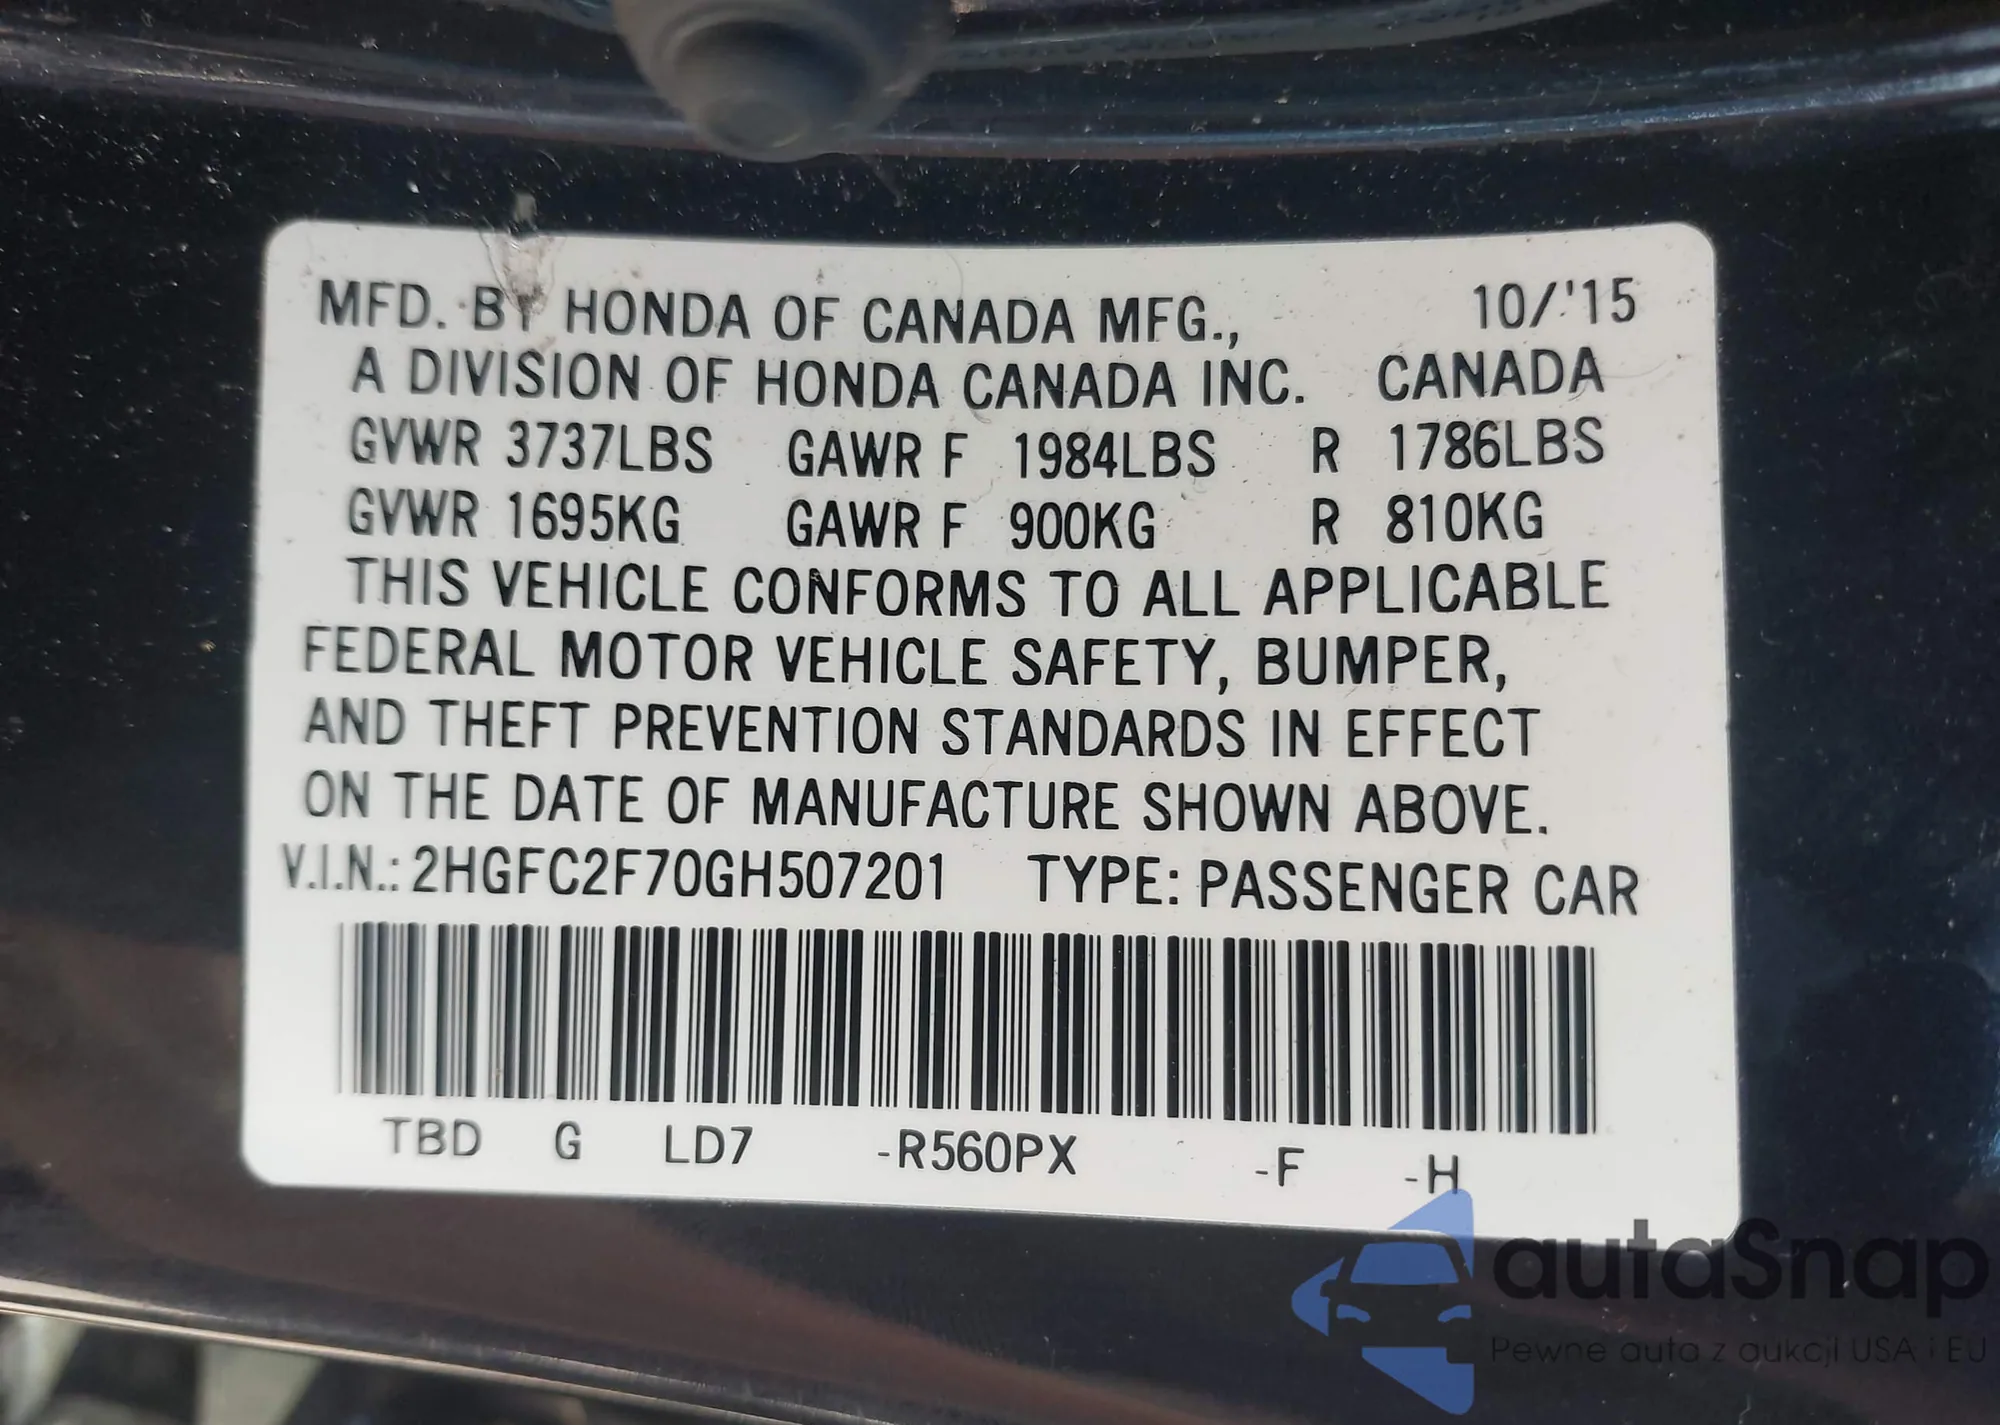 MFD. BY HONDA OF CANADA MFG., 10/'15
A DIVISION OF HONDA CANADA INC. CANADA
GVWR 3737LBS GAWR F 1984LBS R 1786LBS
GVWR 1695KG GAWR F 900KG R 810KG
THIS VEHICLE CONFORMS TO ALL APPLICABLE
FEDERAL MOTOR VEHICLE SAFETY, BUMPER,
AND THEFT PREVENTION STANDARDS IN EFFECT
ON THE DATE OF MANUFACTURE SHOWN ABOVE.
V.I.N.: 2HGFC2F70GH507201 TYPE: PASSENGER CAR
TBD G LD7 -R560PX -F -H
autaSnap
Pewne auta z aukcji USA i EU